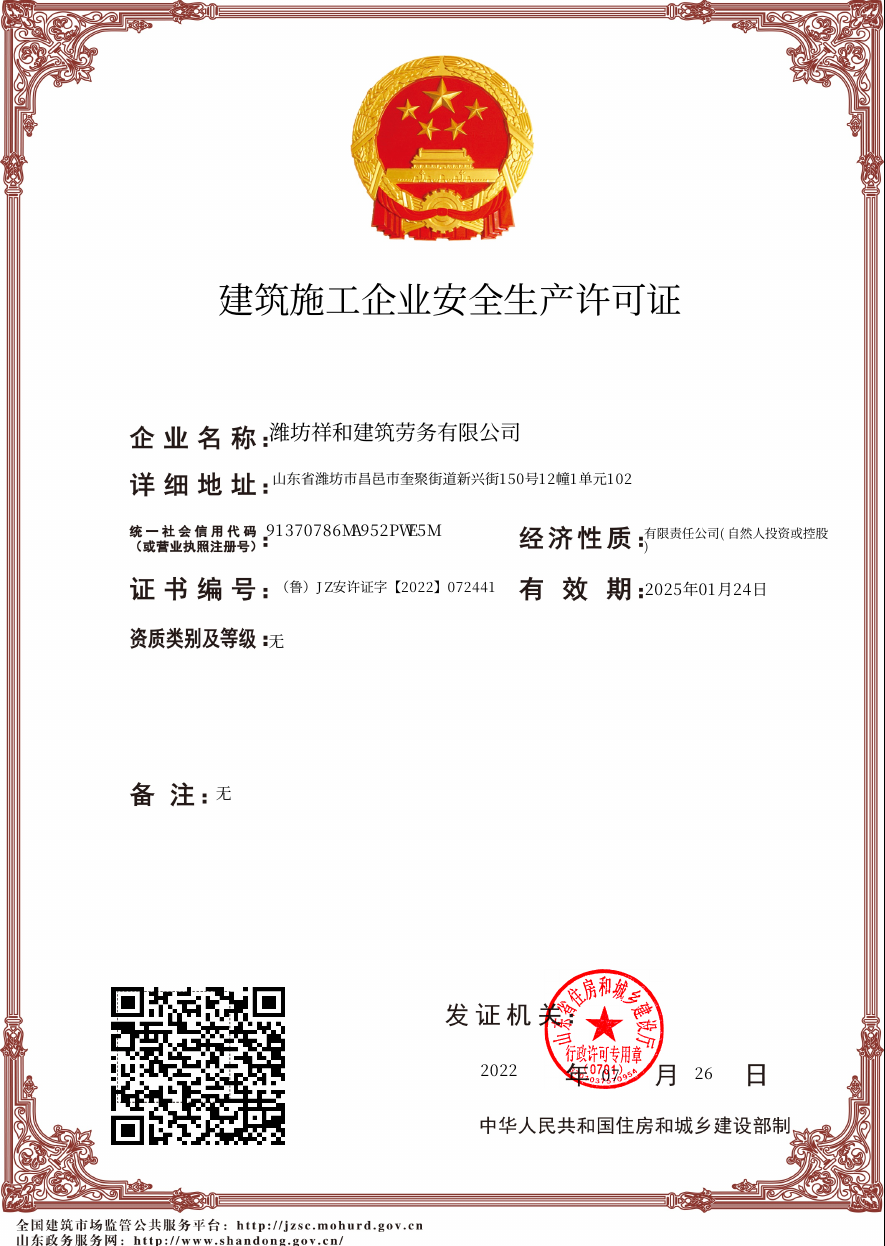 建筑施工企业安全生产许可证
企业名称：潍坊祥和建筑劳务有限公司
详细地址：山东省潍坊市昌邑市奎聚街道新兴街150号12幢1单元102
统一社会信用代码
（或营业执照注册号）：91370786MA952PWE5M
经济性质：有限责任公司(自然人投资或控股
)
证书编号：（鲁）JZ安许证字【2022】072441
有效期：2025年01月24日
资质类别及等级：无
备注：无
发证机关：
山东省住房和城乡建设厅
行政许可专用章
(0701)
2022年07月26日
中华人民共和国住房和城乡建设部制
全国建筑市场监管公共服务平台：http://jzsc.mohurd.gov.cn
山东政务服务网：http://www.shandong.gov.cn/